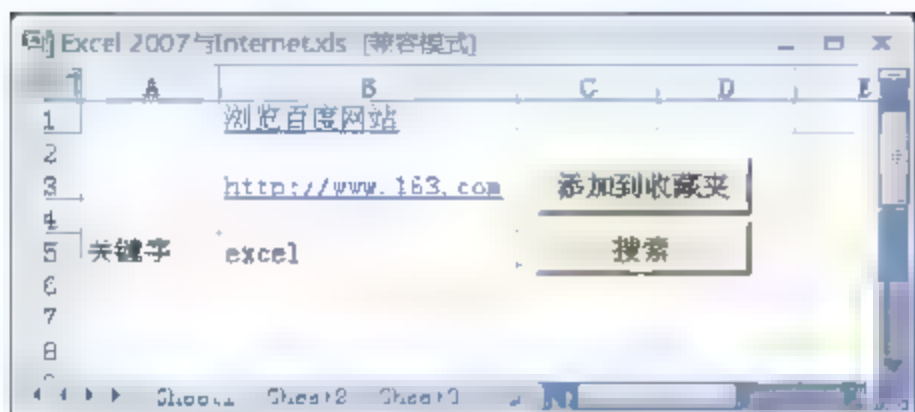 Excel 2007与Internet.xls [兼容模式]
A B C D E
1 浏览百度网站
2
3 http://www.163.com 添加到收藏夹
4
5 关键字 excel 搜索
6
7
8
Sheet1 Sheet2 Sheet3